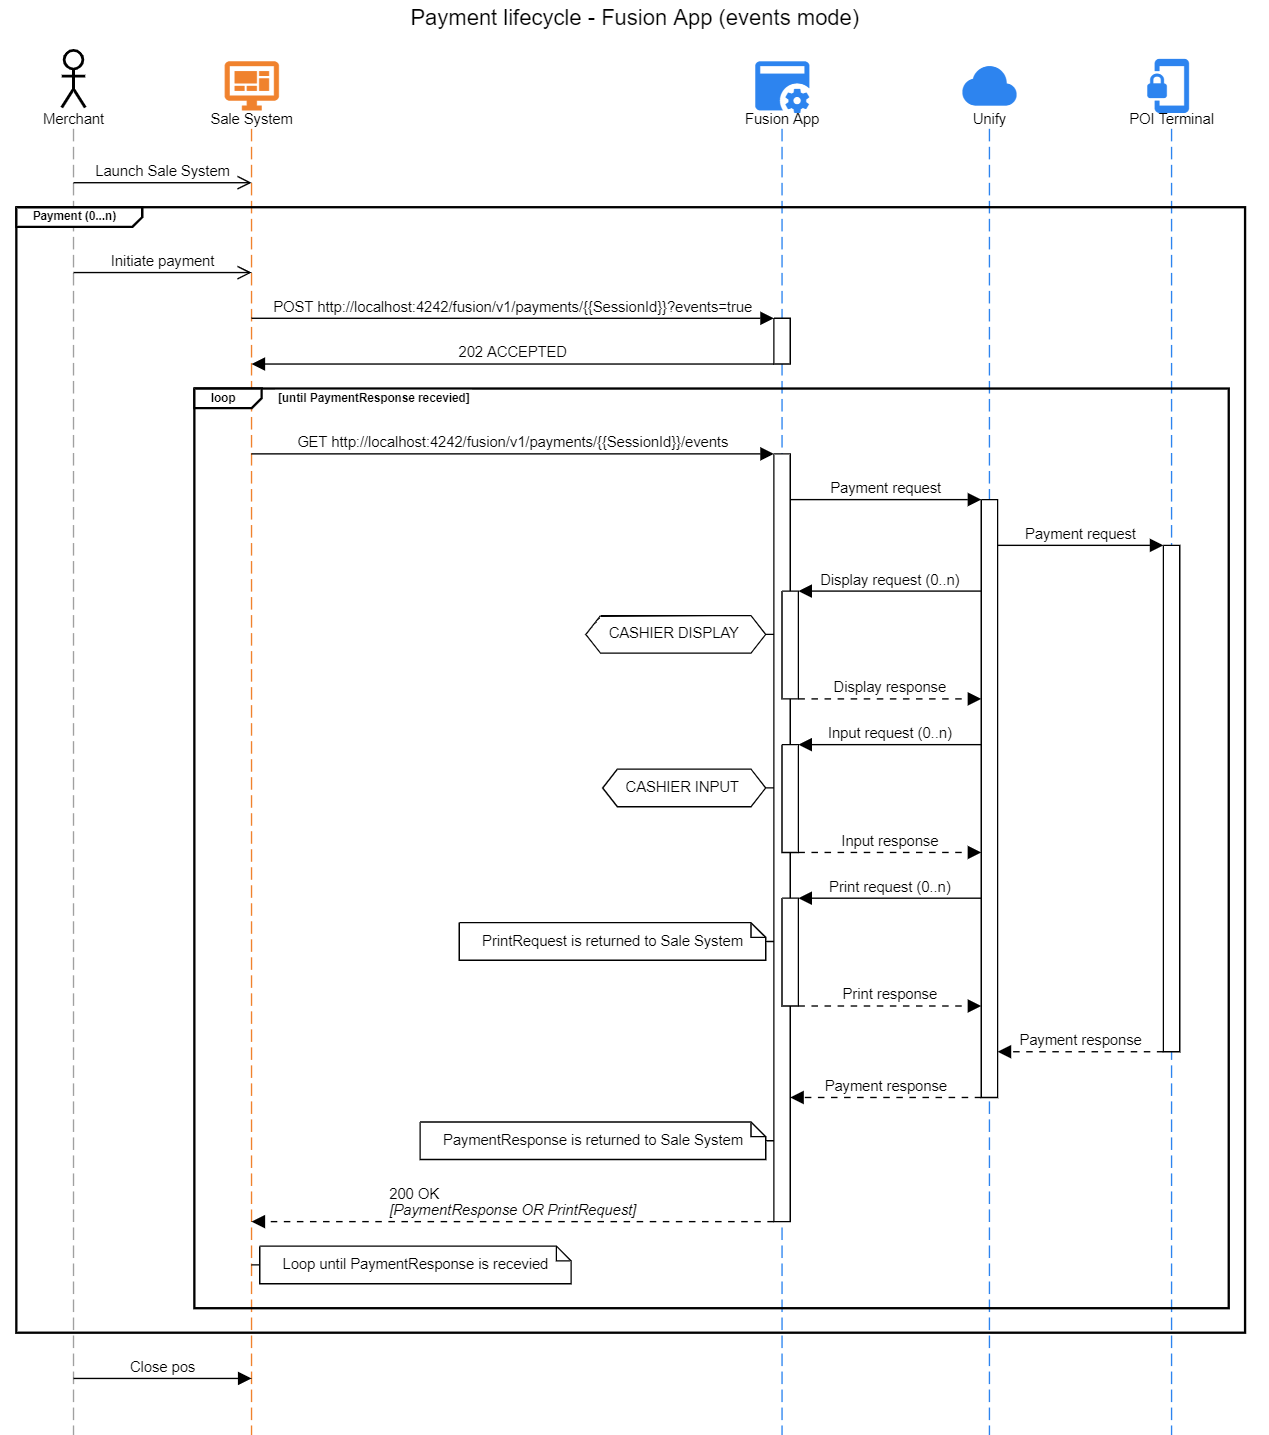 Payment lifecycle - Fusion App (events mode)
Merchant
Sale System
Fusion App
Unify
POI Terminal
Launch Sale System
Payment (0...n)
Initiate payment
POST http://localhost:4242/fusion/v1/payments/{{SessionId}}?events=true
202 ACCEPTED
loop
[until PaymentResponse recevied]
GET http://localhost:4242/fusion/v1/payments/{{SessionId}}/events
Payment request
Payment request
Display request (0..n)
CASHIER DISPLAY
Display response
Input request (0..n)
CASHIER INPUT
Input response
Print request (0..n)
PrintRequest is returned to Sale System
Print response
Payment response
Payment response
PaymentResponse is returned to Sale System
200 OK
[PaymentResponse OR PrintRequest]
Loop until PaymentResponse is recevied
Close pos